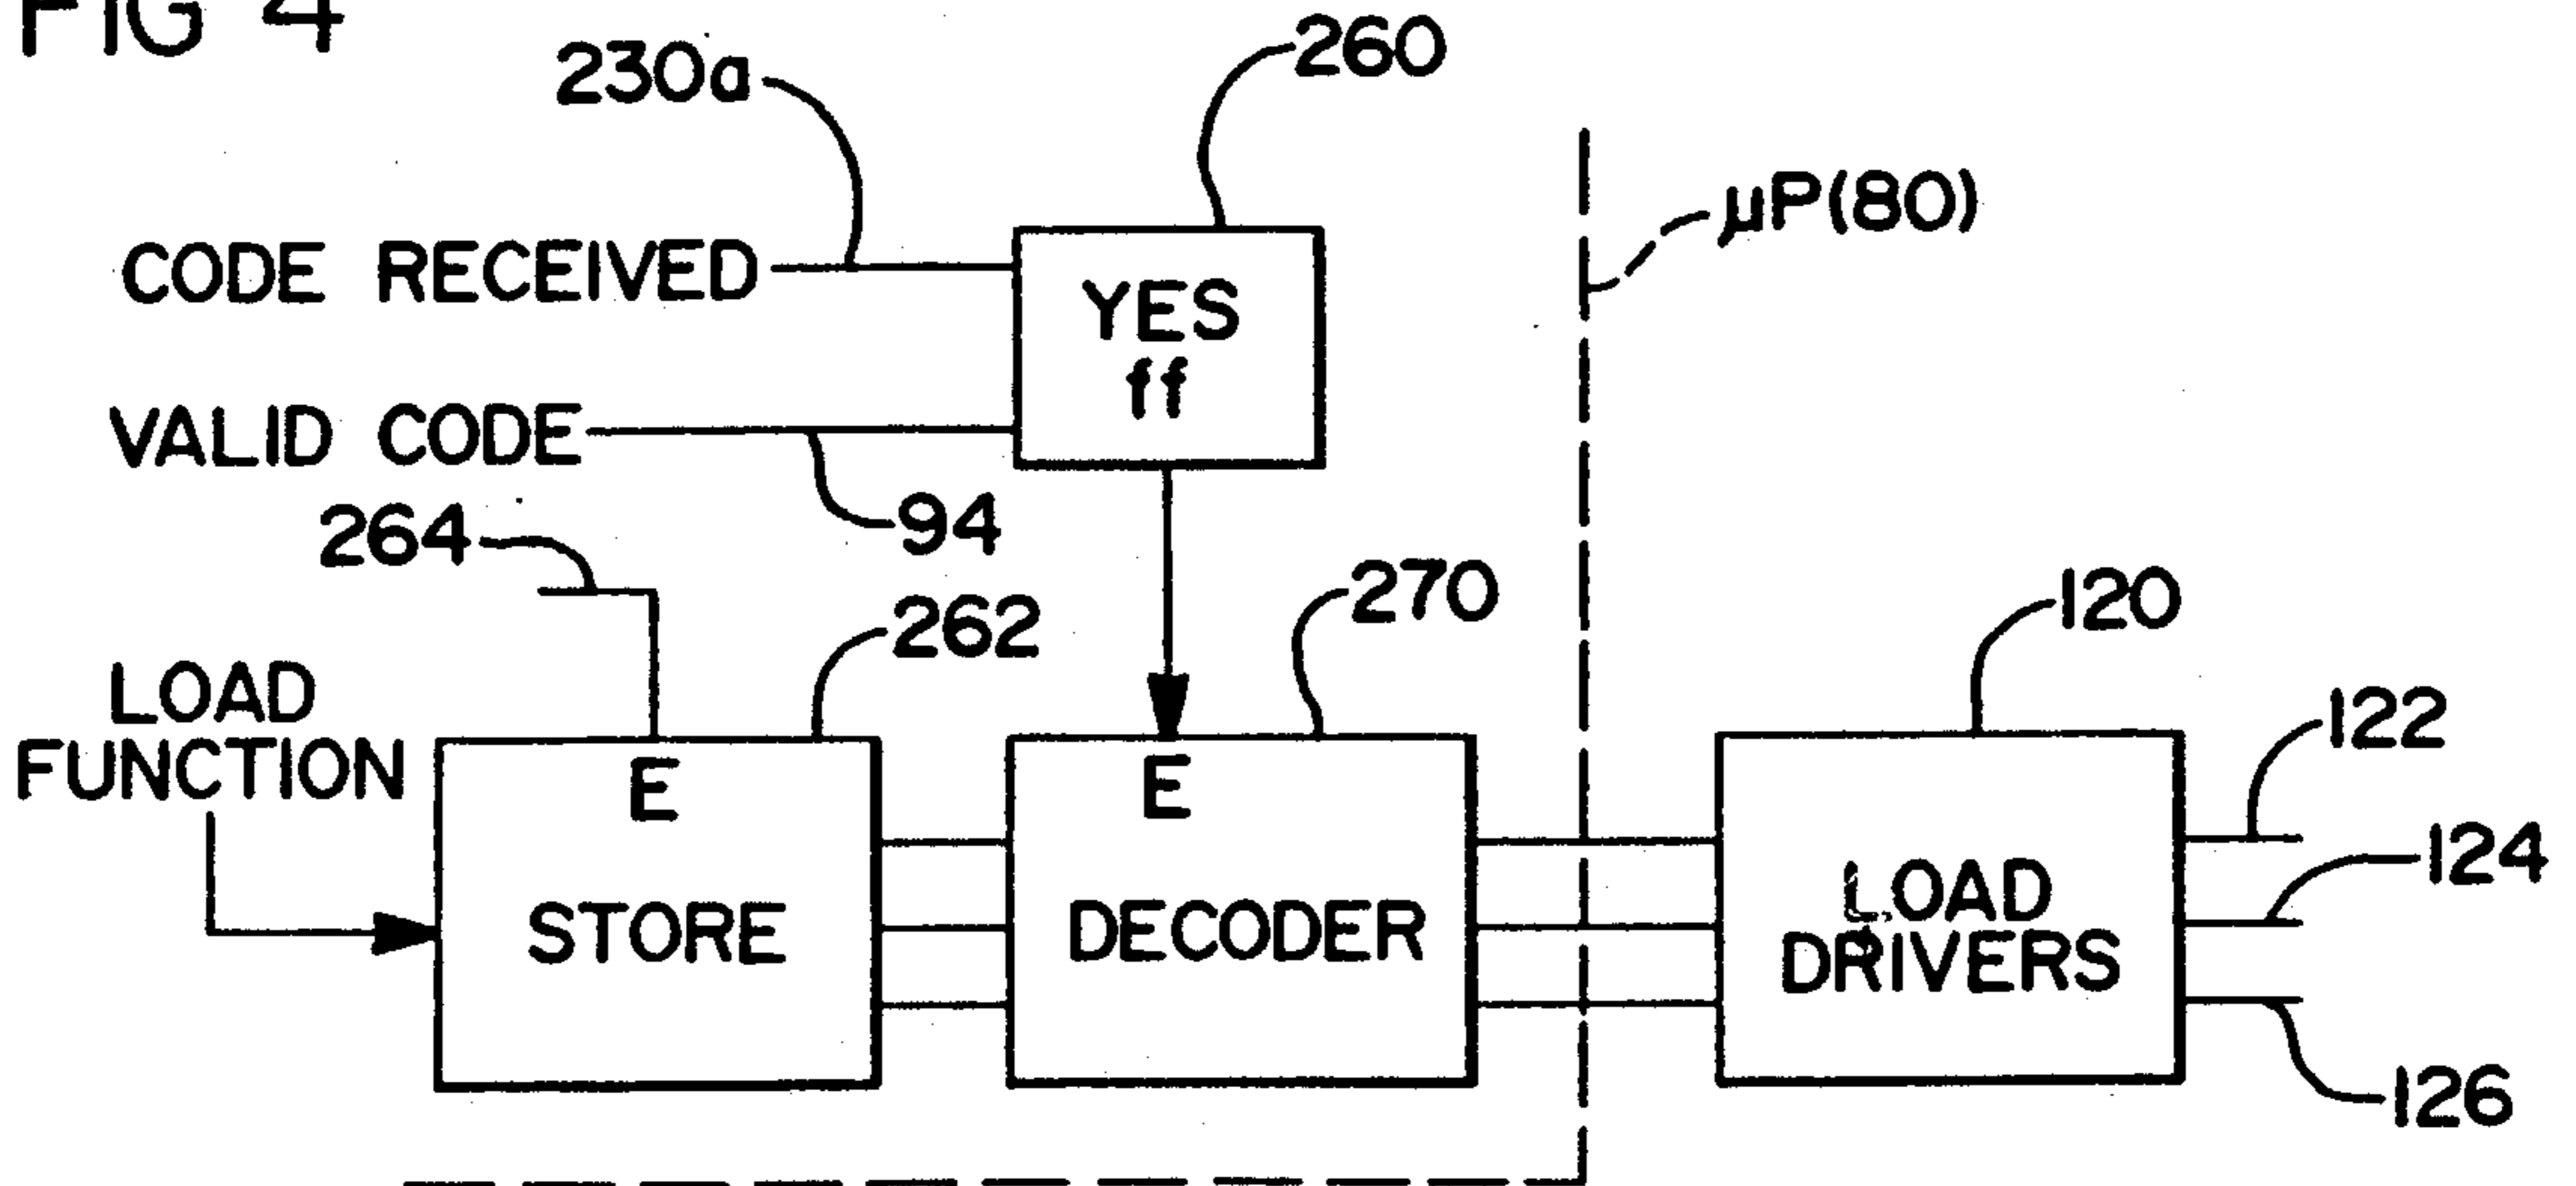 FIG 4
230a
260
µP(80)
CODE RECEIVED
YES
ff
VALID CODE
94
264
262
270
120
LOAD
FUNCTION
122
124
126
E
STORE
E
DECODER
LOAD
DRIVERS